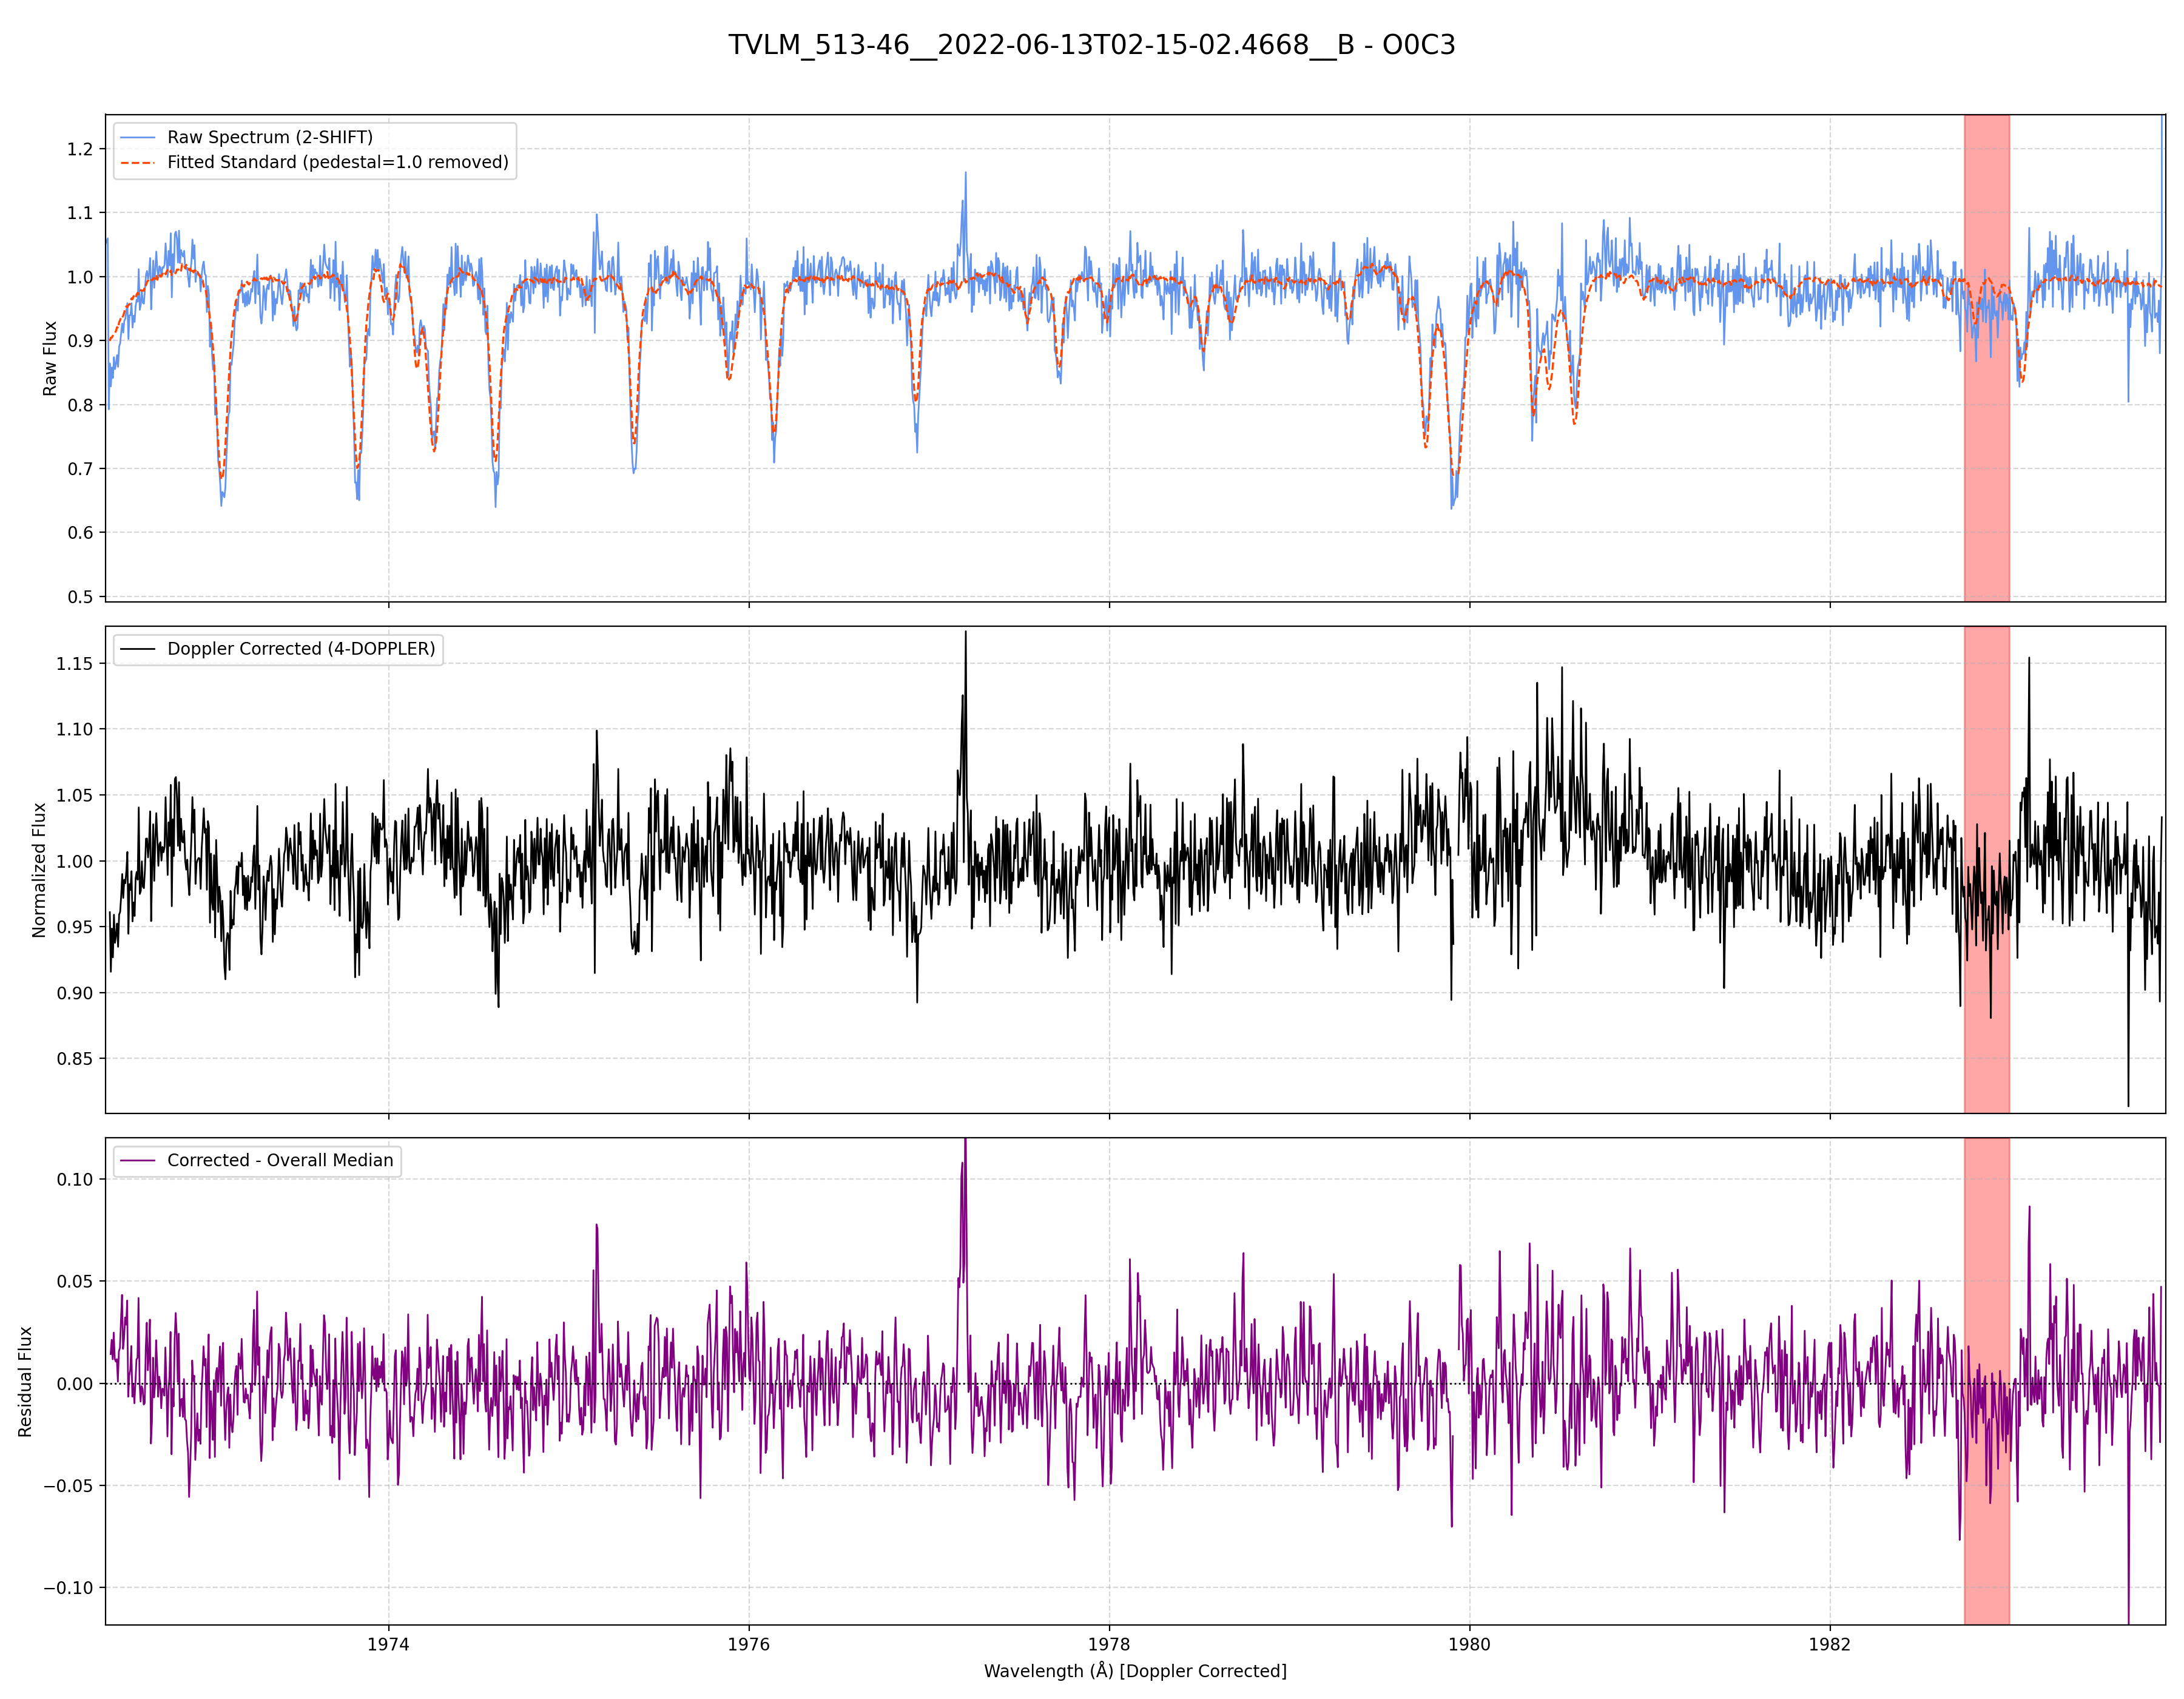 TVLM_513-46__2022-06-13T02-15-02.4668__B - O0C3
Raw Spectrum (2-SHIFT)
Fitted Standard (pedestal=1.0 removed)
1.2
1.1
1.0
0.9
0.8
0.7
0.6
0.5
Raw Flux
Doppler Corrected (4-DOPPLER)
1.15
1.10
1.05
1.00
0.95
0.90
0.85
Normalized Flux
Corrected - Overall Median
0.10
0.05
0.00
−0.05
−0.10
Residual Flux
1974 1976 1978 1980 1982
Wavelength (Å) [Doppler Corrected]